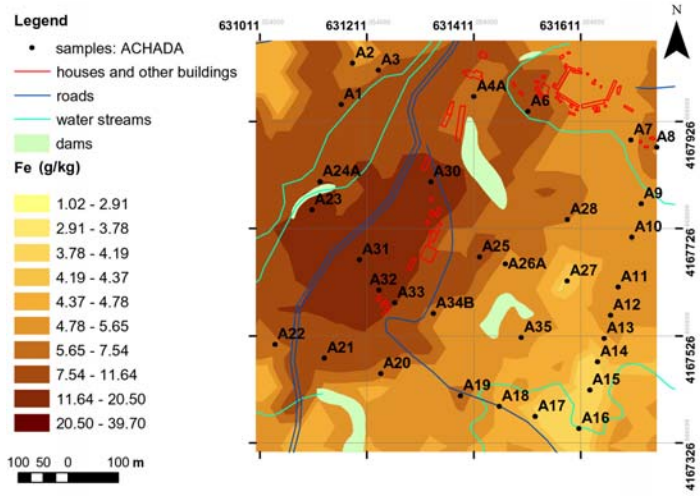 Legend
samples: ACHADA
houses and other buildings
roads
water streams
dams
Fe (g/kg)
1.02 - 2.91
2.91 - 3.78
3.78 - 4.19
4.19 - 4.37
4.37 - 4.78
4.78 - 5.65
5.65 - 7.54
7.54 - 11.64
11.64 - 20.50
20.50 - 39.70
100 50 0 100 m
631011 631211 631411 631611
N
A2
A3
A1
A4A
A6
A7
A8
A24A
A30
A23
A9
A28
A10
A31
A25
A26A
A32
A27
A11
A33
A34B
A12
A22
A35
A13
A21
A14
A20
A15
A19
A18
A17
A16
4167926
4167726
4167526
4167326